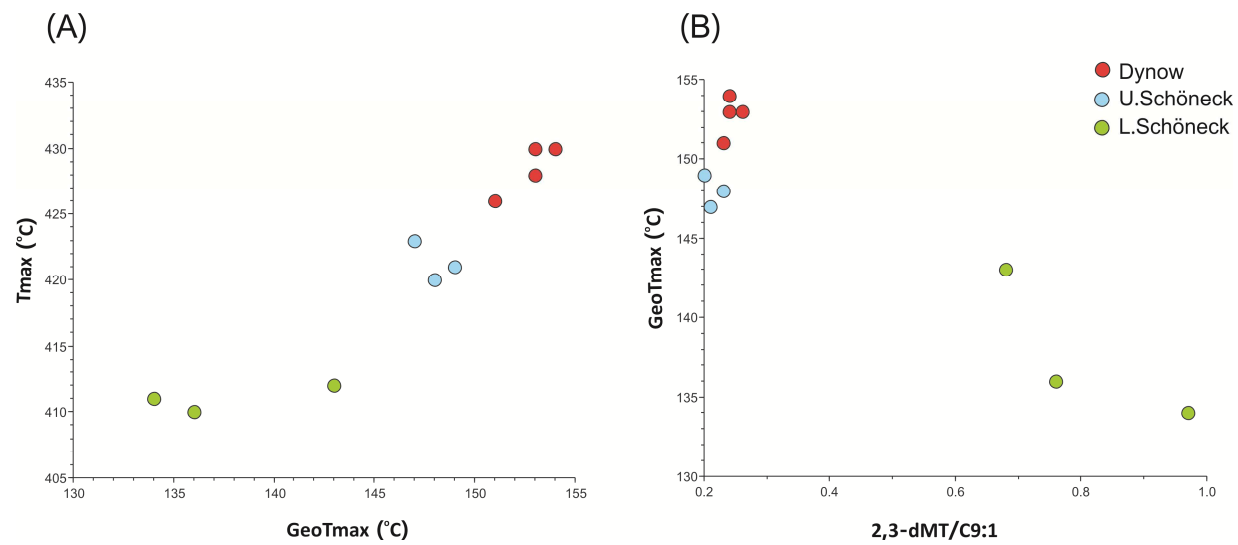 (A)
435
430
425
420
415
410
405
130
135
140
145
150
155
Tmax (°C)
GeoTmax (°C)
(B)
155
150
145
140
135
130
0.2
0.4
0.6
0.8
1.0
GeoTmax (°C)
2,3-dMT/C9:1
Dynow
U.Schöneck
L.Schöneck